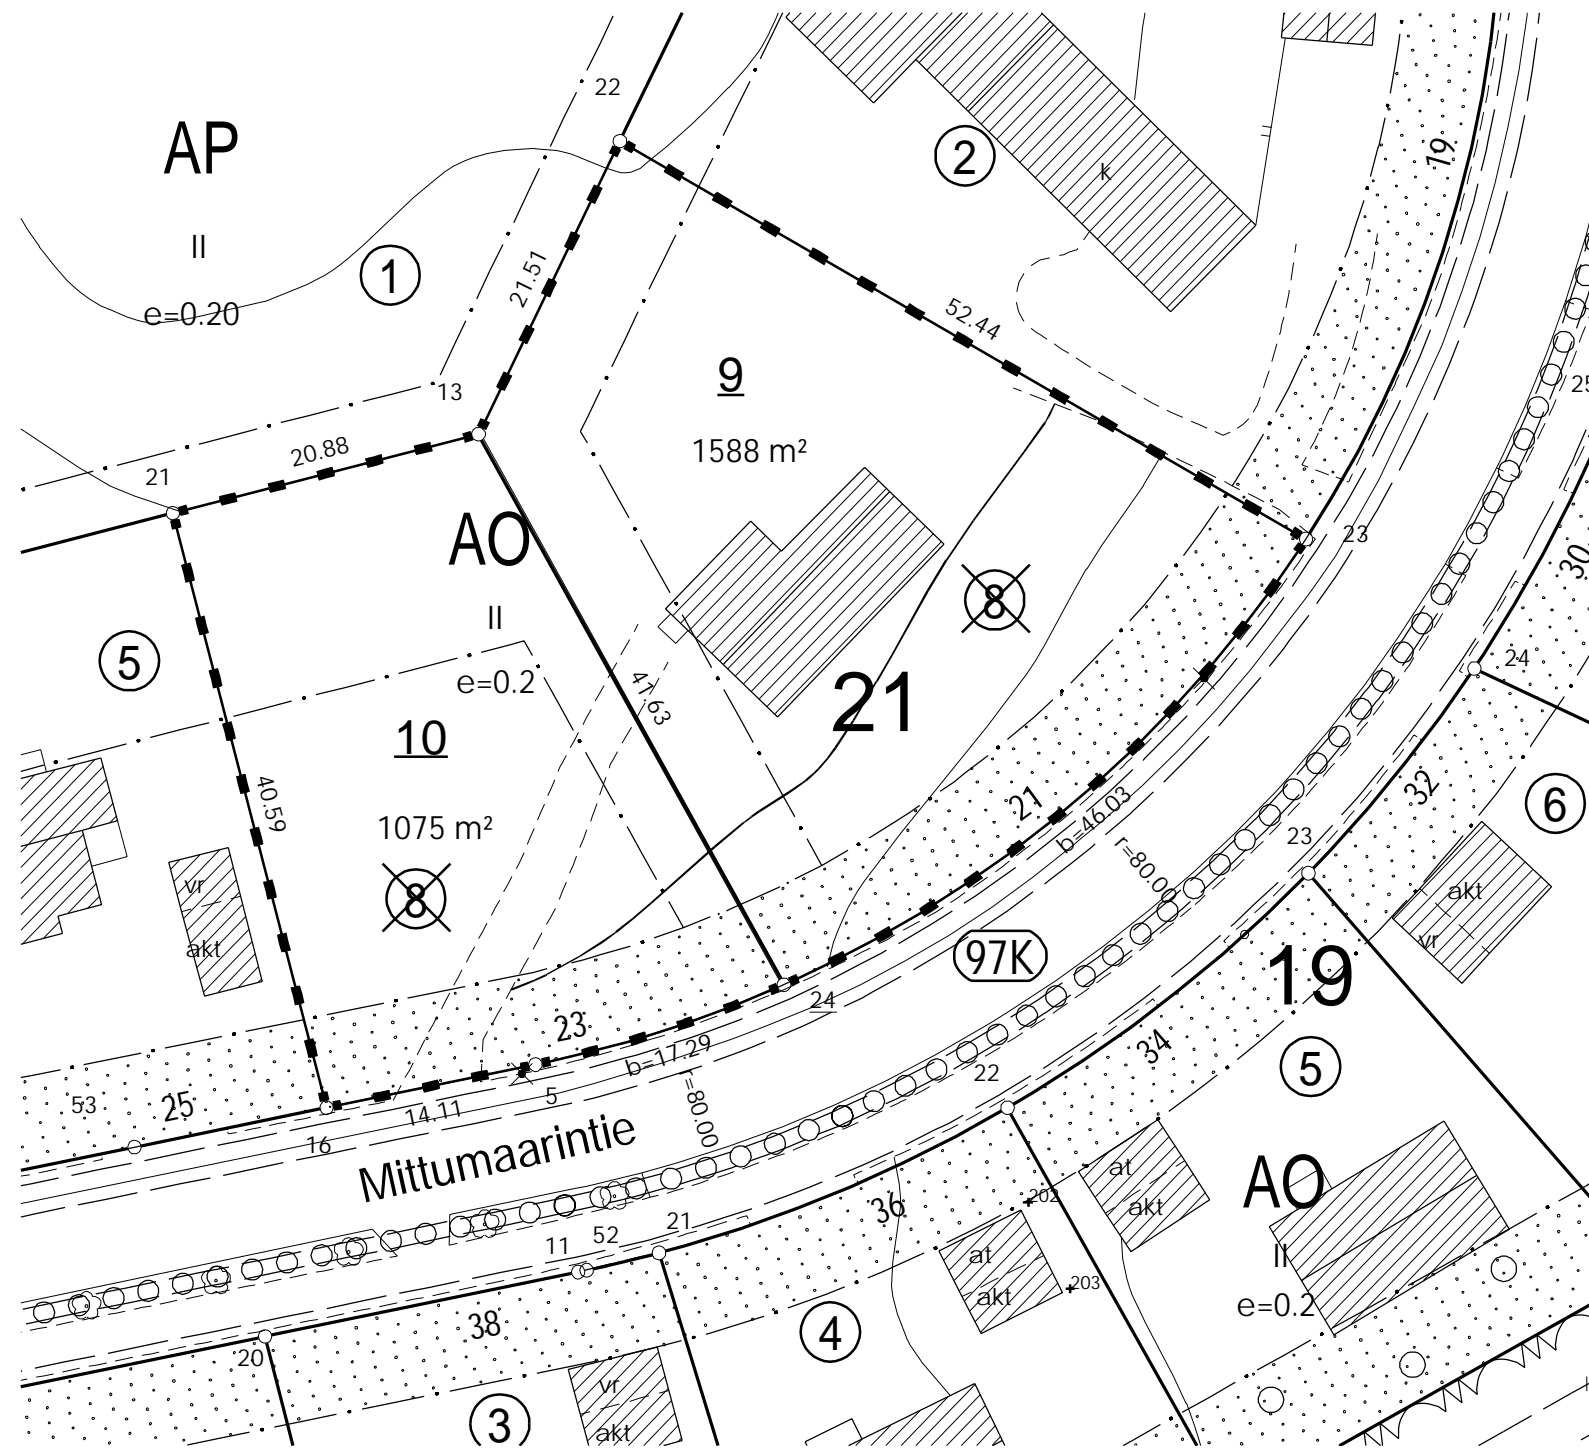 22
AP
II
e=0.20
1
2
k
19
21.51
52.44
13
9
1588 m²
20.88
21
AO
II
e=0.2
5
41.63
10
1075 m²
40.59
8
8
21
23
24
25
30
32
6
vr
akt
21
b=46.03
r=80.00
23
akt
vr
97K
24
19
34
5
22
23
b=17.29
r=80.00
5
14.11
16
53
25
Mittumaarintie
36
at
akt
202
at
akt
203
AO
II
e=0.2
21
52
11
38
4
20
vr
akt
3